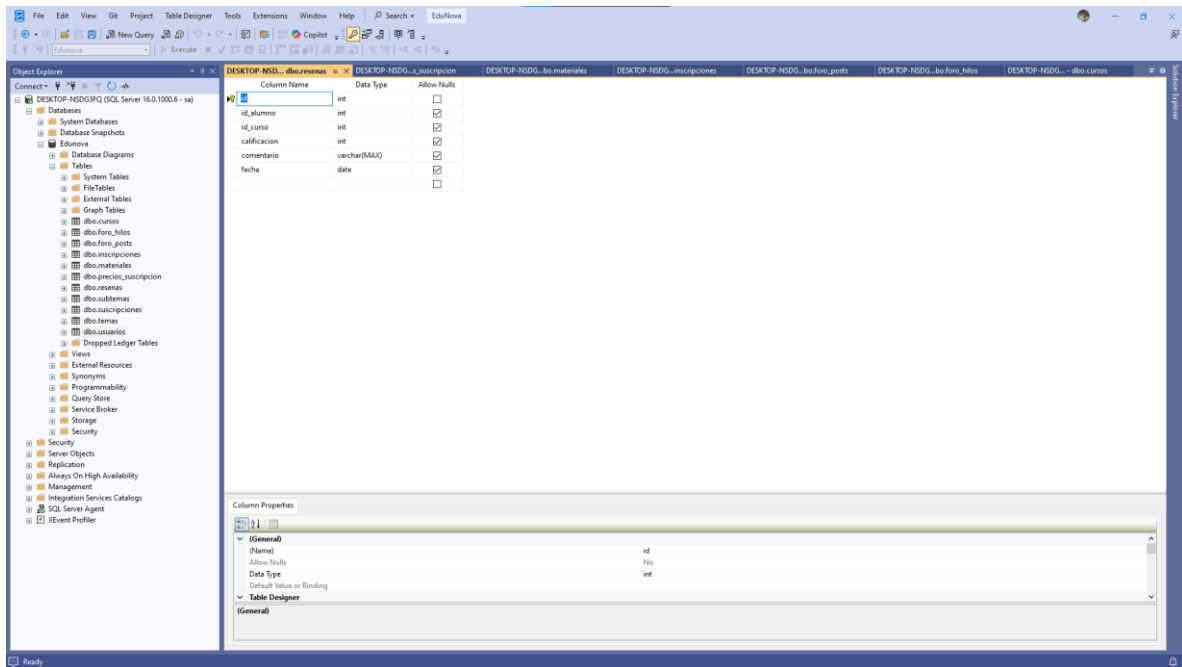 File Edit View Git Project Table Designer Tools Extensions Window Help Search EduNova
New Query Copilot
Edunova Execute
Object Explorer
Connect
DESKTOP-NSDG3FQ (SQL Server 16.0.1000.6 - sa)
Databases
System Databases
Database Snapshots
Edunova
Database Diagrams
Tables
System Tables
FileTables
External Tables
Graph Tables
dbo.cursos
dbo.foro_hilos
dbo.foro_posts
dbo.inscripciones
dbo.materiales
dbo.precios_suscripcion
dbo.resenas
dbo.subtemas
dbo.suscripciones
dbo.temas
dbo.usuarios
Dropped Ledger Tables
Views
External Resources
Synonyms
Programmability
Query Store
Service Broker
Storage
Security
Security
Server Objects
Replication
Always On High Availability
Management
Integration Services Catalogs
SQL Server Agent
XEvent Profiler
DESKTOP-NSD... dbo.resenas DESKTOP-NSDG...s_suscripcion DESKTOP-NSDG...bo.materiales DESKTOP-NSDG...inscripciones DESKTOP-NSDG...bo.foro_posts DESKTOP-NSDG...bo.foro_hilos DESKTOP-NSDG... - dbo.cursos
Column Name Data Type Allow Nulls
id int
id_alumno int
id_curso int
calificacion int
comentario varchar(MAX)
fecha date
Solution Explorer
Column Properties
(General)
(Name) id
Allow Nulls No
Data Type int
Default Value or Binding
Table Designer
(General)
Ready